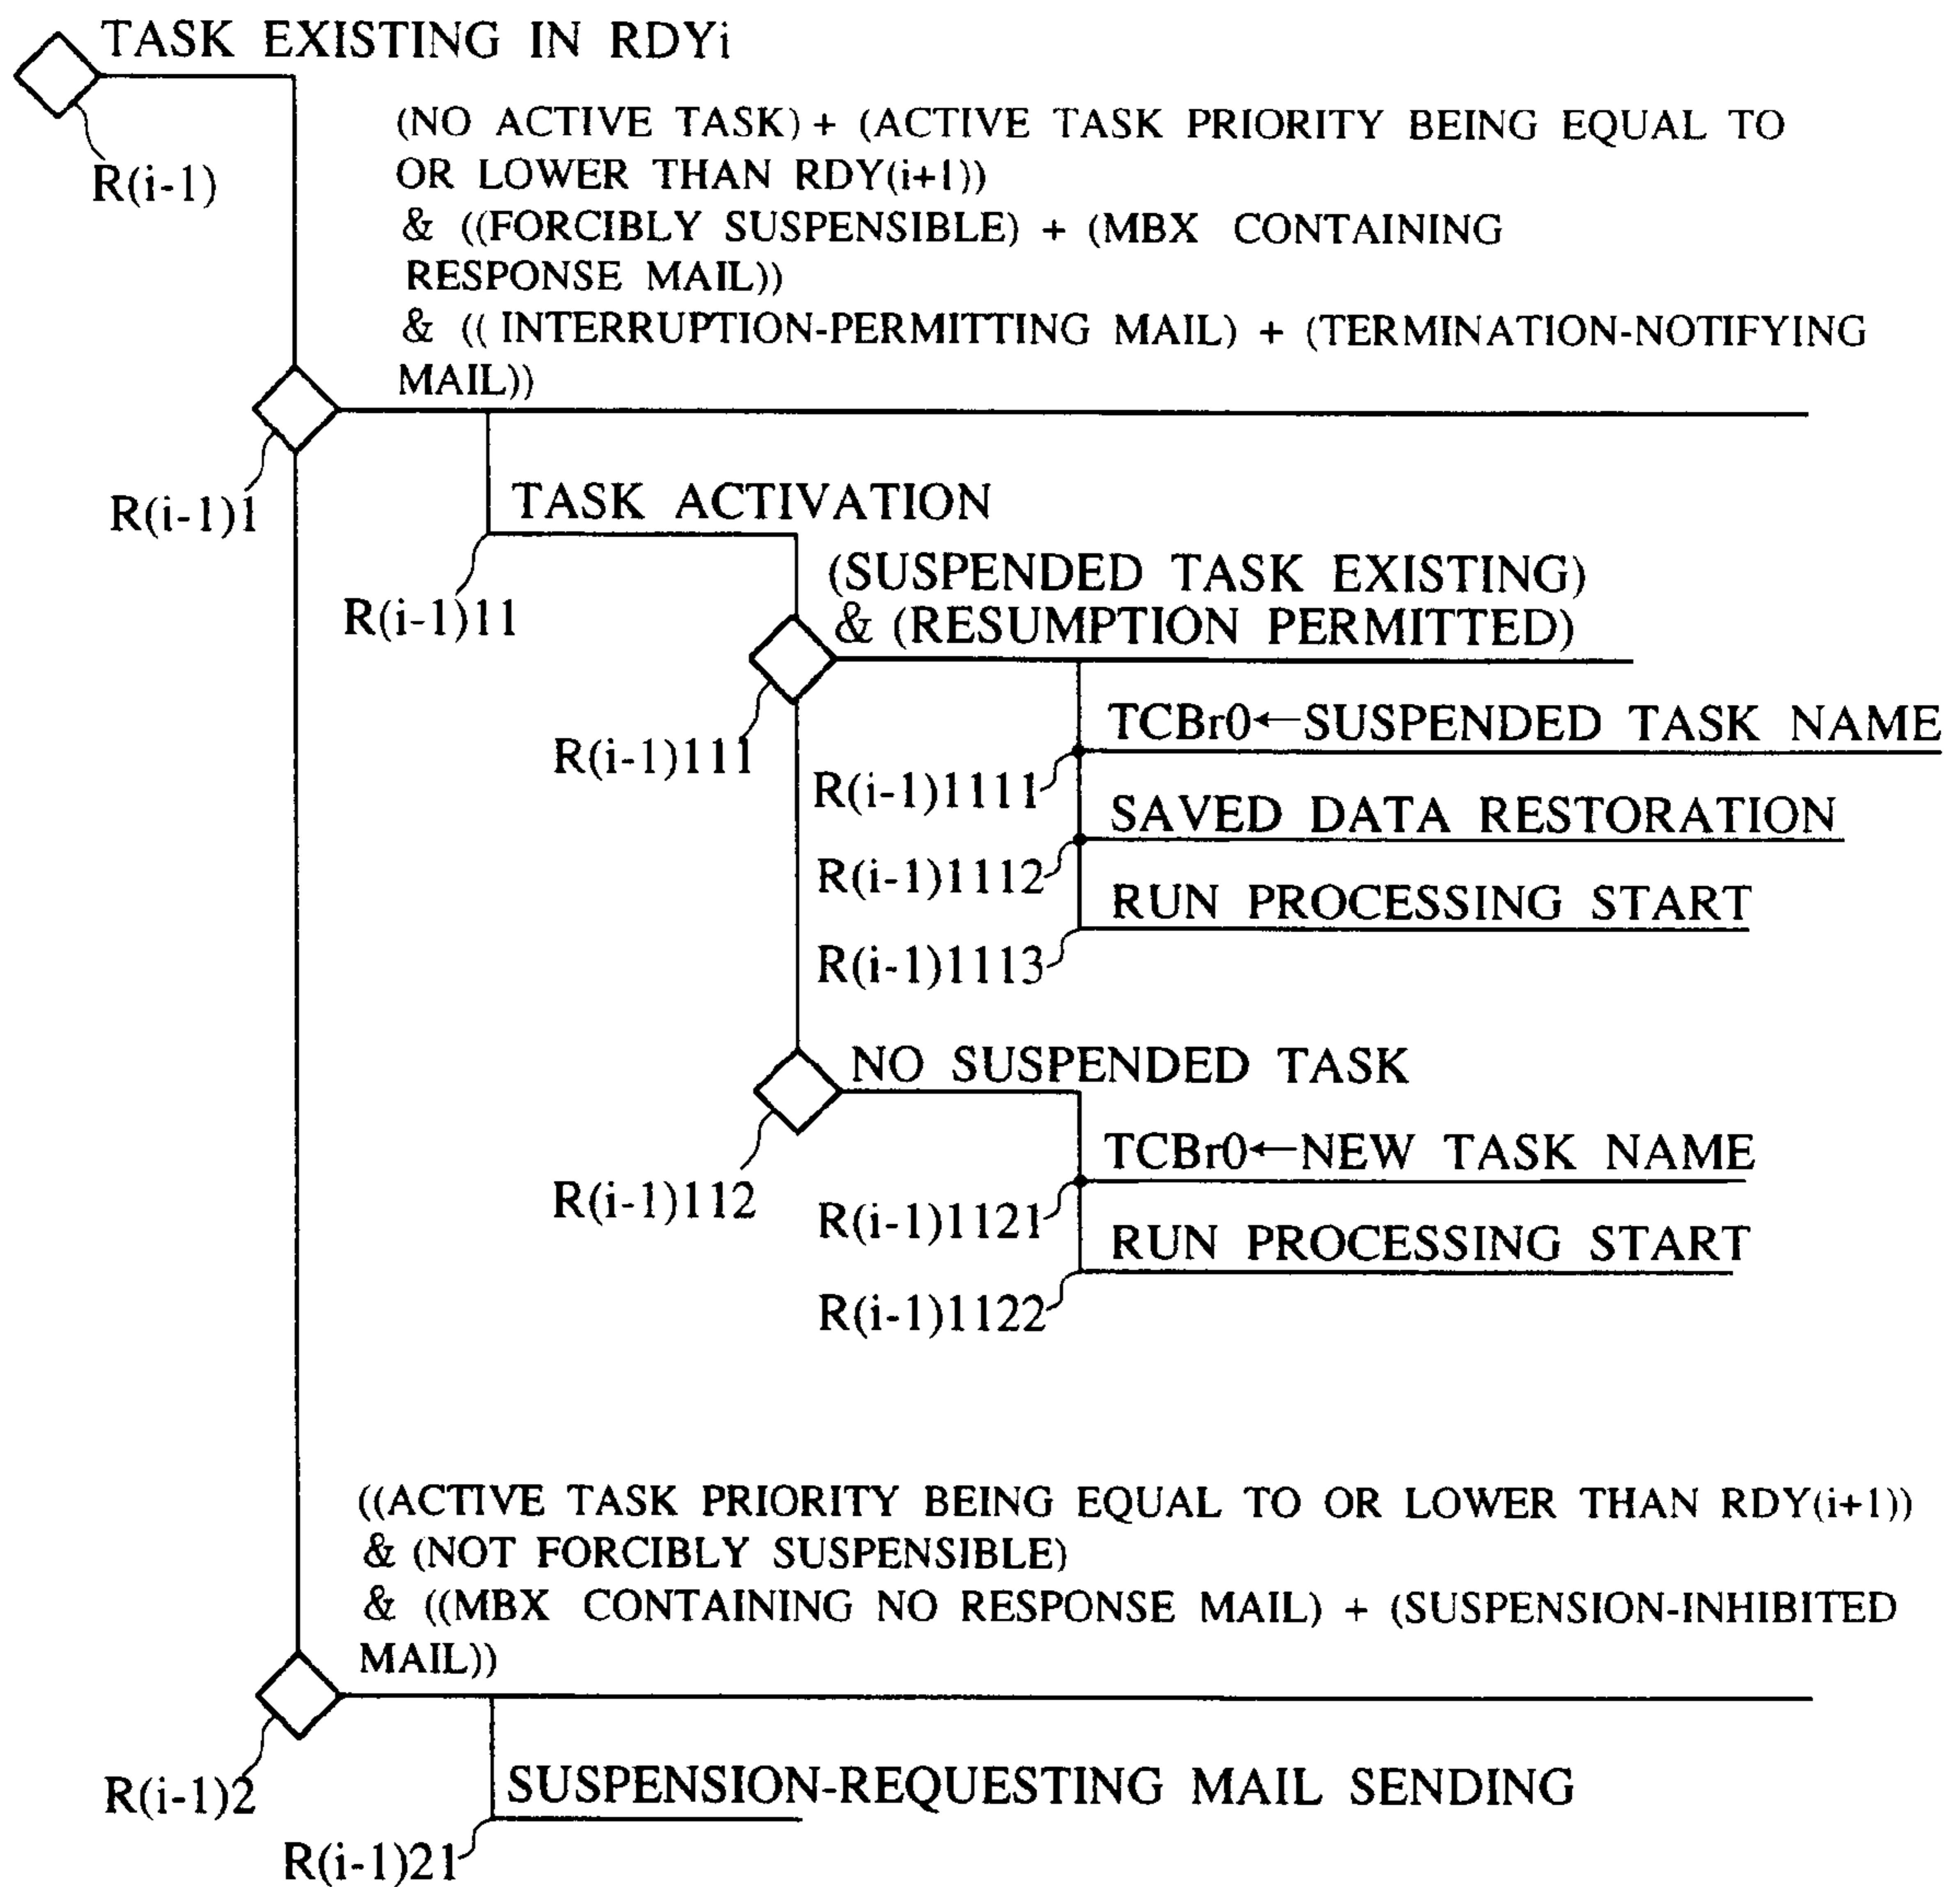 TASK EXISTING IN RDYi
R(i-1)
(NO ACTIVE TASK) + (ACTIVE TASK PRIORITY BEING EQUAL TO
OR LOWER THAN RDY(i+1))
& ((FORCIBLY SUSPENSIBLE) + (MBX CONTAINING
RESPONSE MAIL))
& (( INTERRUPTION-PERMITTING MAIL) + (TERMINATION-NOTIFYING
MAIL))
R(i-1)1
TASK ACTIVATION
R(i-1)11
(SUSPENDED TASK EXISTING)
& (RESUMPTION PERMITTED)
R(i-1)111
TCBr0←SUSPENDED TASK NAME
R(i-1)1111
SAVED DATA RESTORATION
R(i-1)1112
RUN PROCESSING START
R(i-1)1113
NO SUSPENDED TASK
R(i-1)112
TCBr0←NEW TASK NAME
R(i-1)1121
RUN PROCESSING START
R(i-1)1122
((ACTIVE TASK PRIORITY BEING EQUAL TO OR LOWER THAN RDY(i+1))
& (NOT FORCIBLY SUSPENSIBLE)
& ((MBX CONTAINING NO RESPONSE MAIL) + (SUSPENSION-INHIBITED
MAIL))
R(i-1)2
SUSPENSION-REQUESTING MAIL SENDING
R(i-1)21